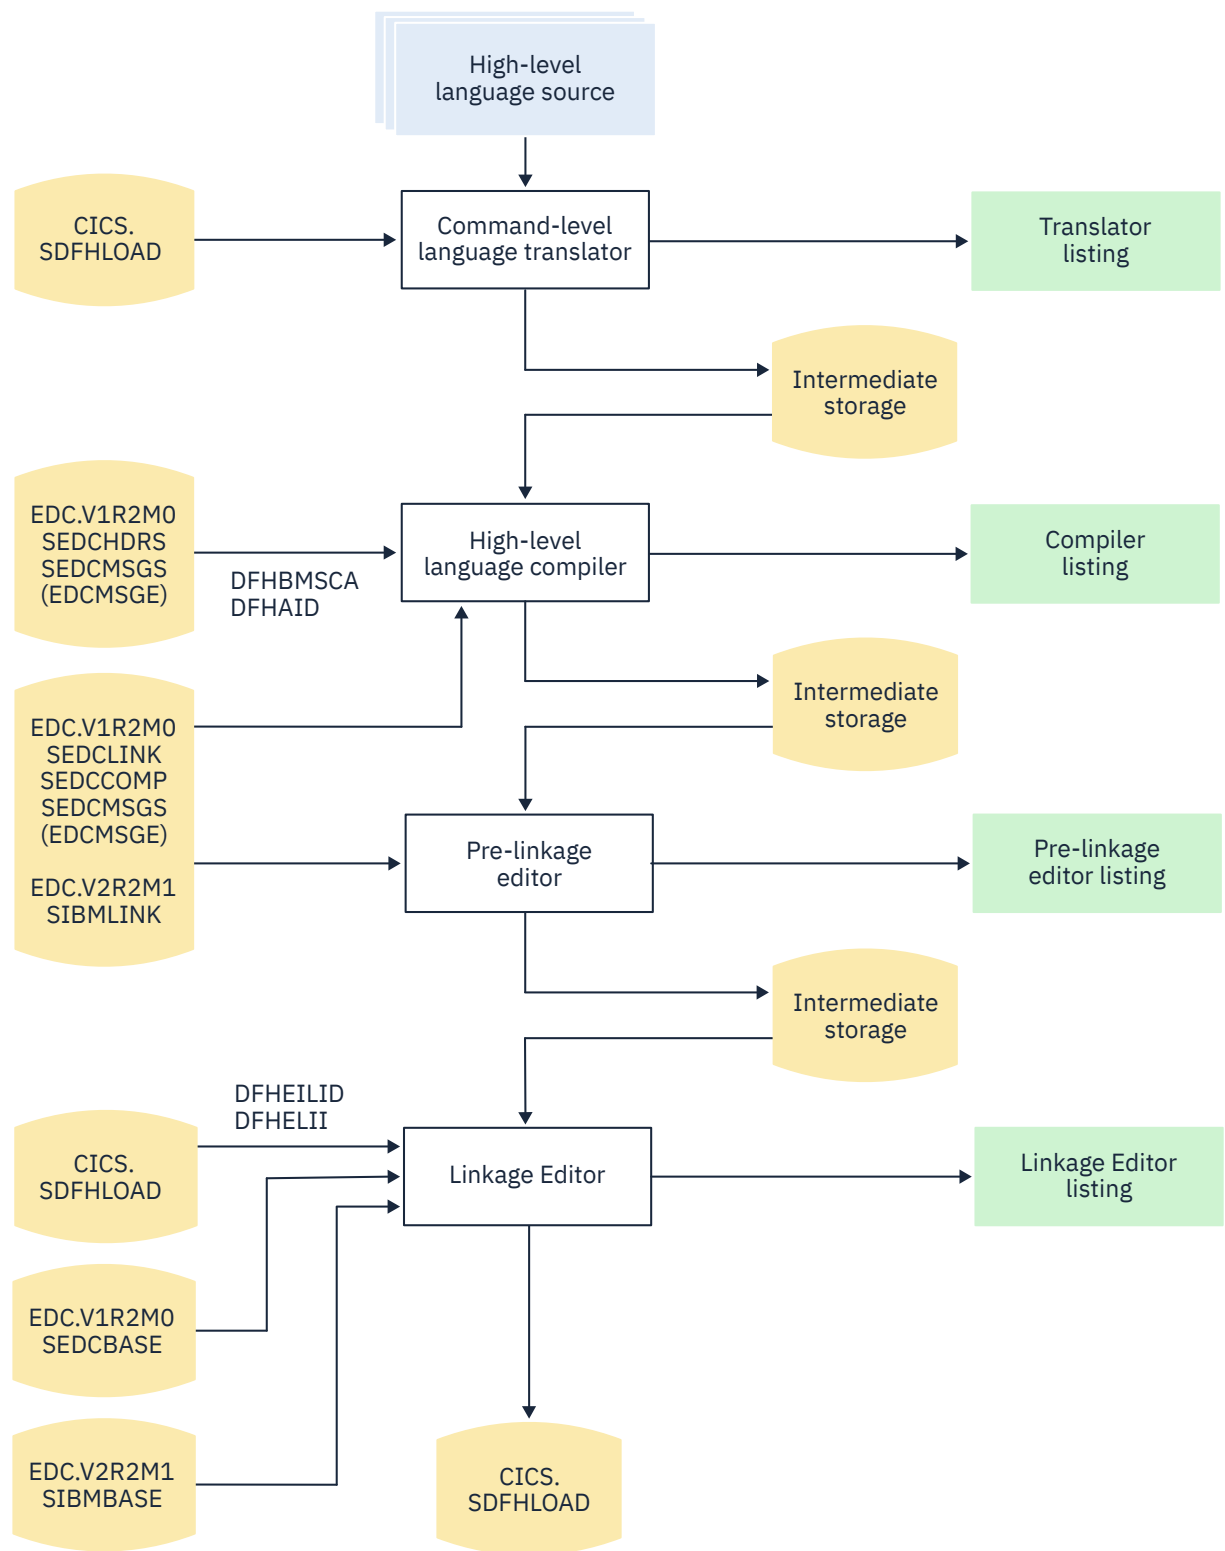 High-level
language source
CICS.
SDFHLOAD
Command-level
language translator
Translator
listing
Intermediate
storage
EDC.V1R2M0
SEDCHDRS
SEDCMSGS
(EDCMSGE)
DFHBMSCA
DFHAID
High-level
language compiler
Compiler
listing
Intermediate
storage
EDC.V1R2M0
SEDCLINK
SEDCCOMP
SEDCMSGS
(EDCMSGE)
EDC.V2R2M1
SIBMLINK
Pre-linkage
editor
Pre-linkage
editor listing
Intermediate
storage
DFHEILID
DFHELII
CICS.
SDFHLOAD
Linkage Editor
Linkage Editor
listing
EDC.V1R2M0
SEDCBASE
EDC.V2R2M1
SIBMBASE
CICS.
SDFHLOAD